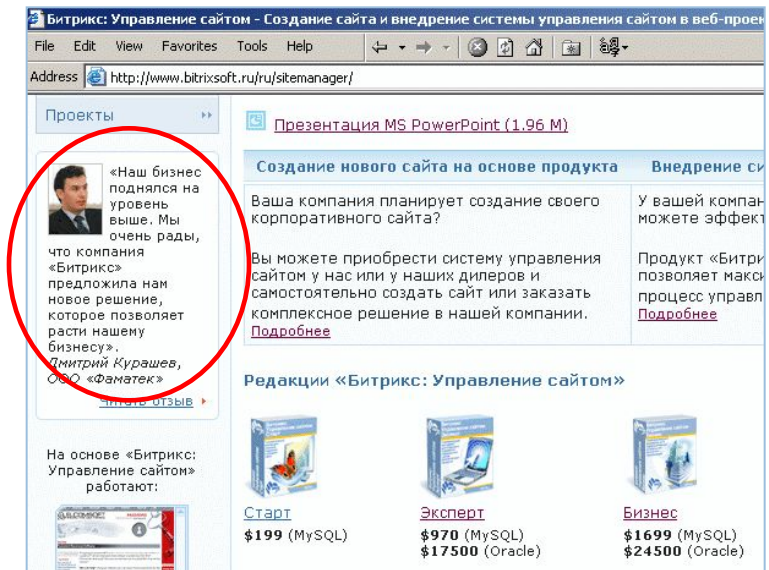 Битрикс: Управление сайтом - Создание сайта и внедрение системы управления сайтом в веб-проек
File Edit View Favorites Tools Help
Address http://www.bitrixsoft.ru/ru/sitemanager/
Проекты
«Наш бизнес
поднялся на
уровень
выше. Мы
очень рады,
что компания
«Битрикс»
предложила нам
новое решение,
которое позволяет
расти нашему
бизнесу».
Дмитрий Курашев,
ООО «Фаматек»
Читать отзыв
На основе «Битрикс:
Управление сайтом»
работают:
Презентация MS PowerPoint (1.96 М)
Создание нового сайта на основе продукта
Ваша компания планирует создание своего
корпоративного сайта?
Вы можете приобрести систему управления
сайтом у нас или у наших дилеров и
самостоятельно создать сайт или заказать
комплексное решение в нашей компании.
Подробнее
Внедрение си
У вашей компан
можете эффект
Продукт «Битри
позволяет макси
процесс управл
Подробнее
Редакции «Битрикс: Управление сайтом»
Старт
$199 (MySQL)
Эксперт
$970 (MySQL)
$17500 (Oracle)
Бизнес
$1699 (MySQL)
$24500 (Oracle)